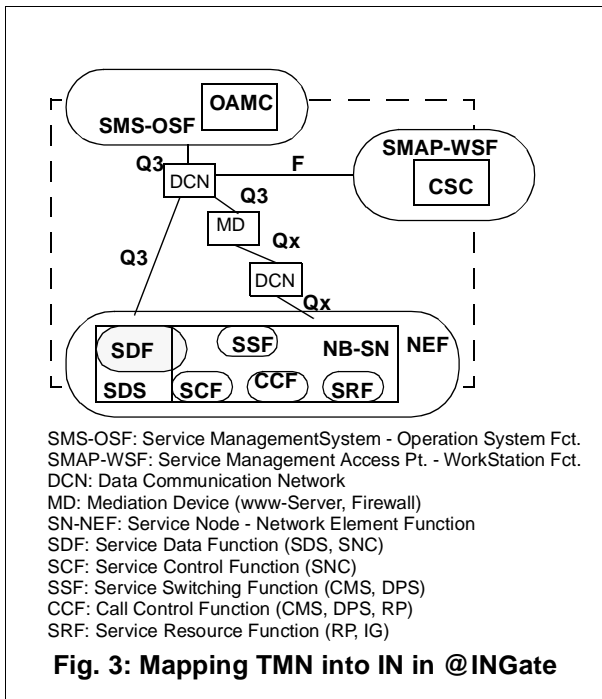 OAMC
SMS-OSF
SMAP-WSF
CSC
Q3
DCN
F
Q3
MD
Qx
Q3
DCN
Qx
SDF
SSF
NB-SN
NEF
SDS
SCF
CCF
SRF
SMS-OSF: Service ManagementSystem - Operation System Fct.
SMAP-WSF: Service Management Access Pt. - WorkStation Fct.
DCN: Data Communication Network
MD: Mediation Device (www-Server, Firewall)
SN-NEF: Service Node - Network Element Function
SDF: Service Data Function (SDS, SNC)
SCF: Service Control Function (SNC)
SSF: Service Switching Function (CMS, DPS)
CCF: Call Control Function (CMS, DPS, RP)
SRF: Service Resource Function (RP, IG)
Fig. 3: Mapping TMN into IN in @INGate